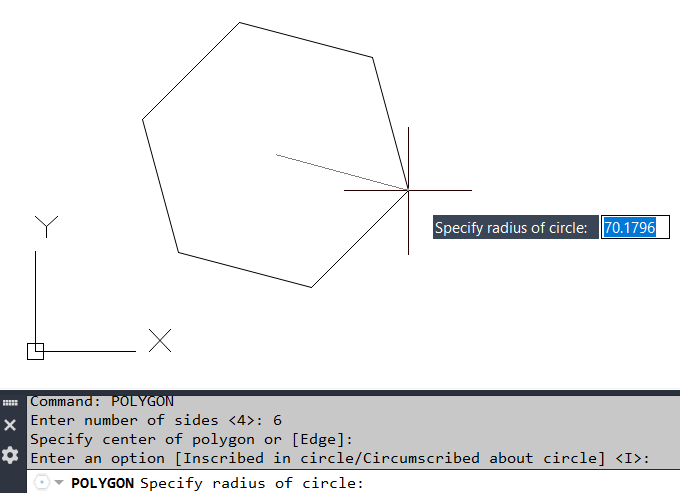 Specify radius of circle: 70.1796
Y
X
Command: POLYGON
Enter number of sides <4>: 6
Specify center of polygon or [Edge]:
Enter an option [Inscribed in circle/Circumscribed about circle] <I>:
POLYGON Specify radius of circle: